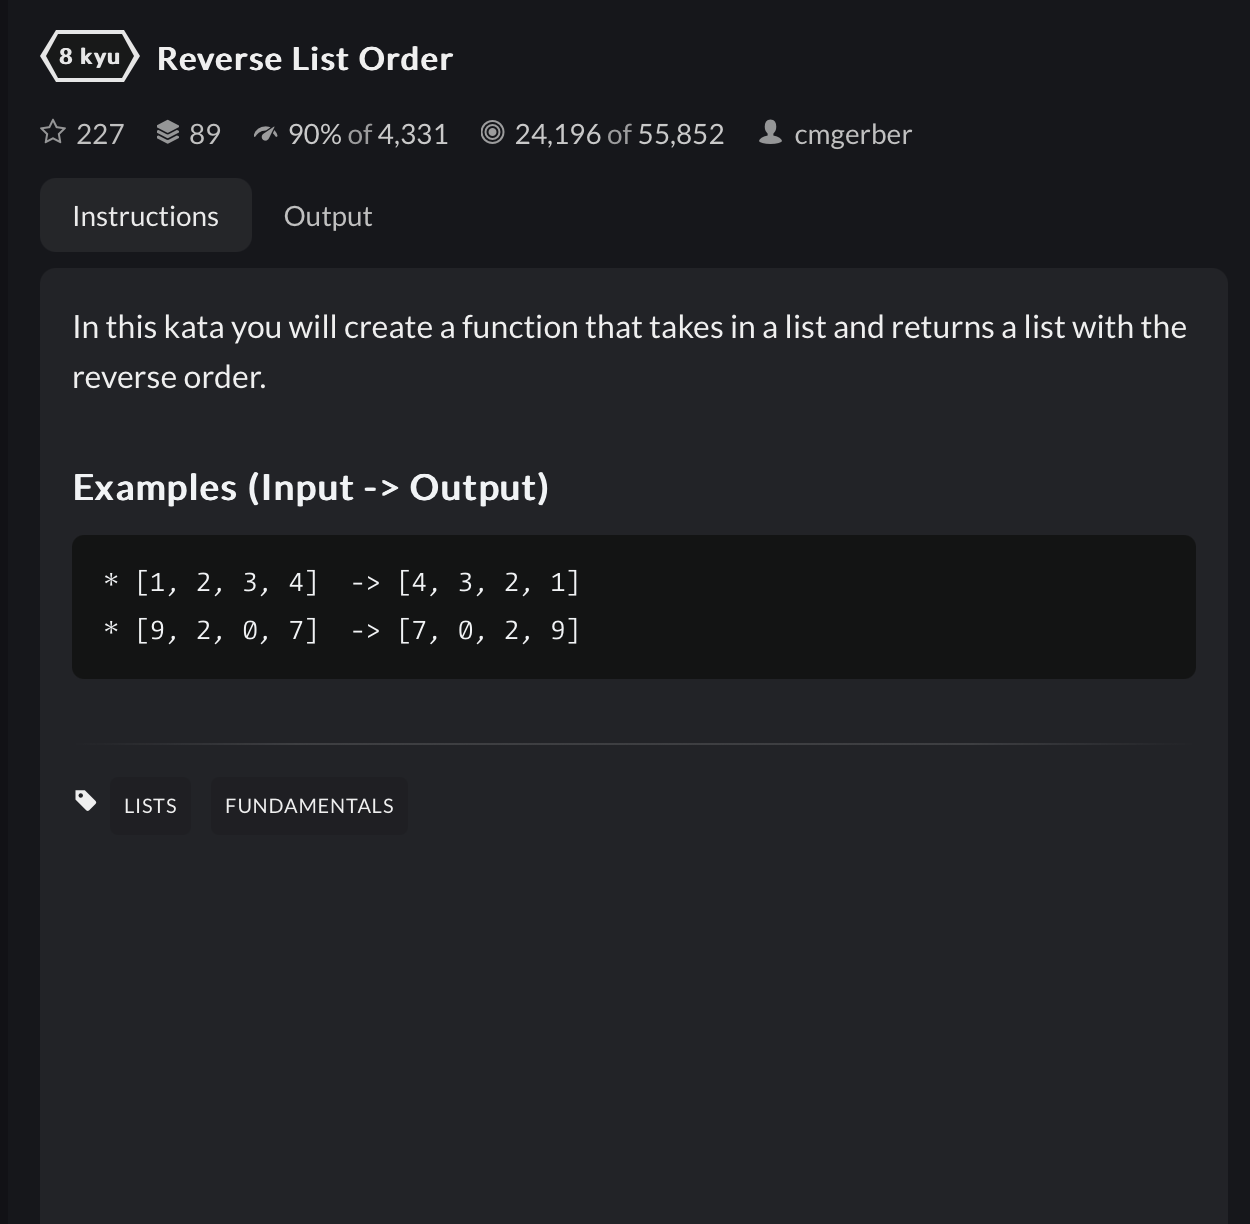 8 kyu Reverse List Order
227 89 90% of 4,331 24,196 of 55,852 cmgerber
Instructions Output
In this kata you will create a function that takes in a list and returns a list with the
reverse order.
Examples (Input -> Output)
* [1, 2, 3, 4]  -> [4, 3, 2, 1]
* [9, 2, 0, 7]  -> [7, 0, 2, 9]
LISTS FUNDAMENTALS